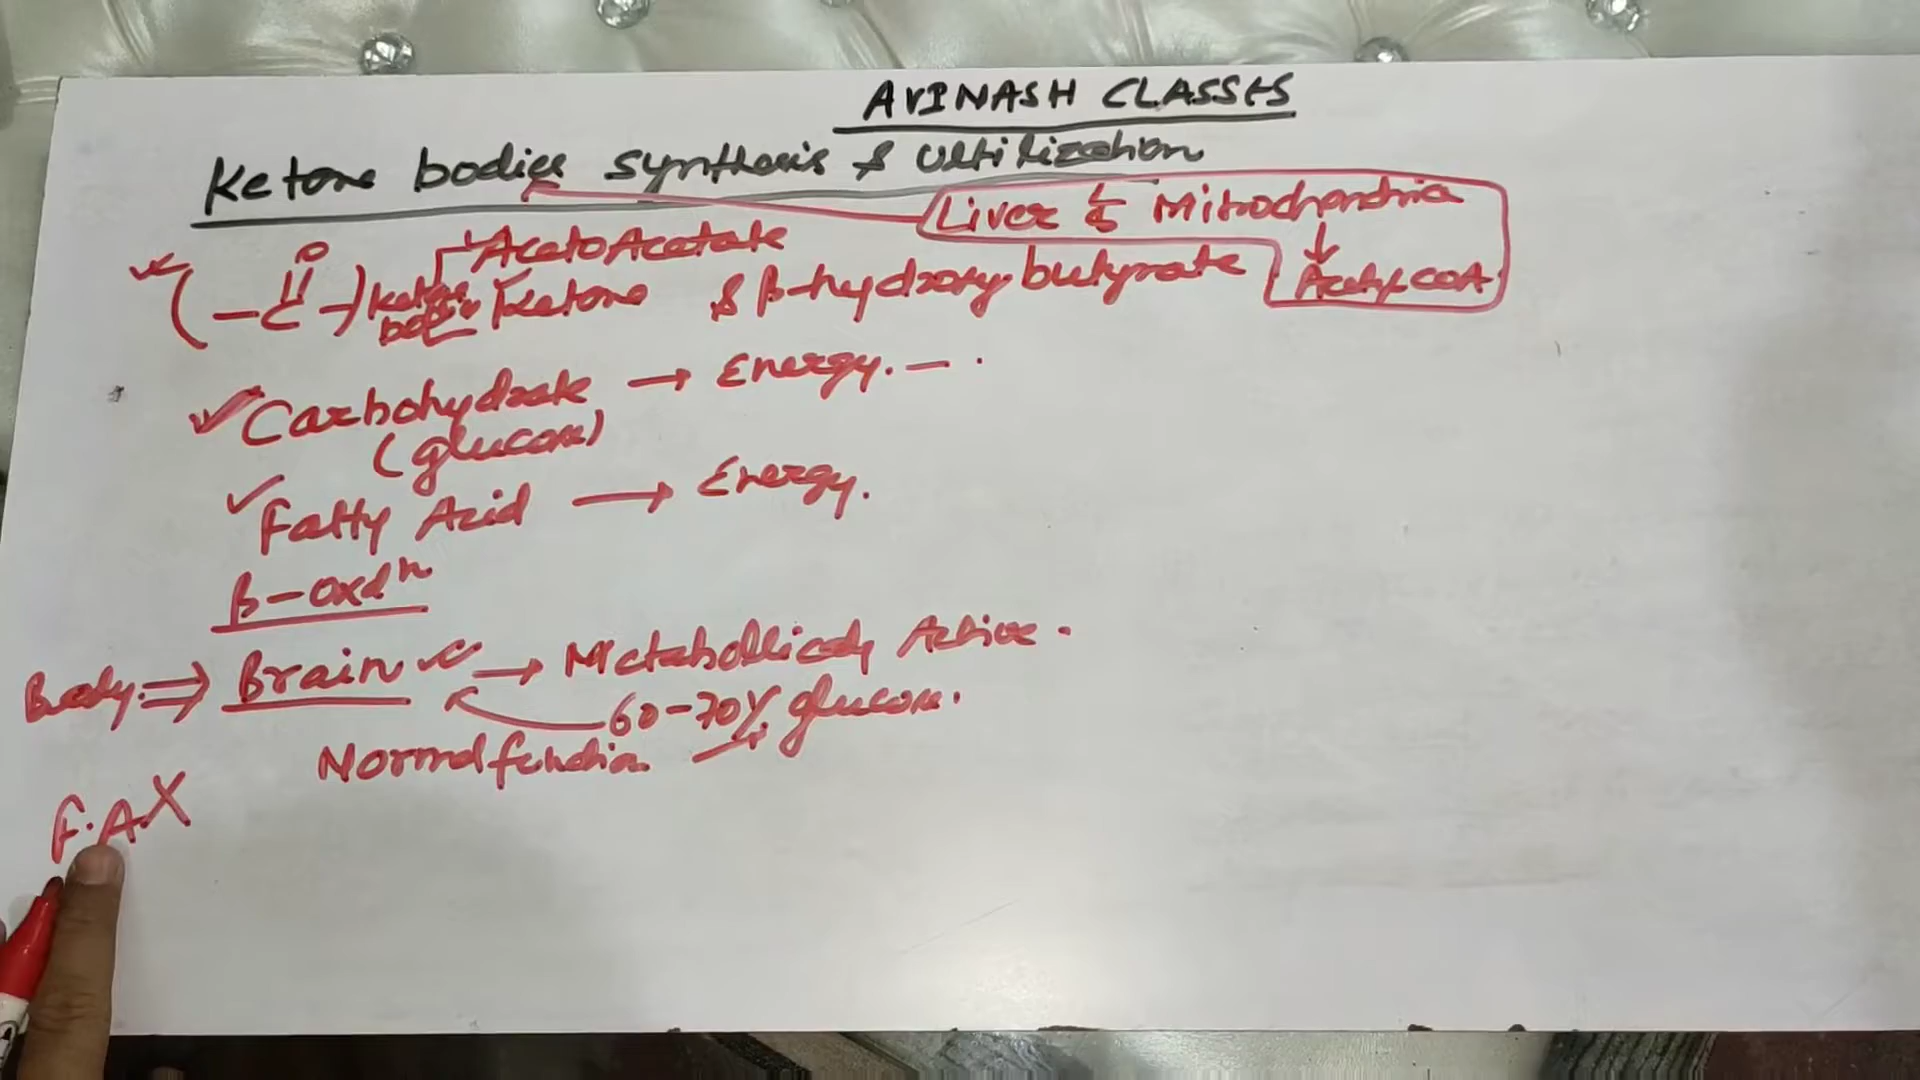 AVINASH CLASSES
Ketone bodies synthesis & Ultilization
Liver & Mitochondria
↓
Acetyl COA
AcetoAcetate
O
(-C-) Ketone bodies Ketone & β-hydroxy butyrate
Carbohydrate → Energy. - .
(glucose)
Fatty Acid → Energy.
β-oxdⁿ
Body. ⇒ Brain → Metabollicaly Active.
60-70% glucose.
Normal function →
F.A X